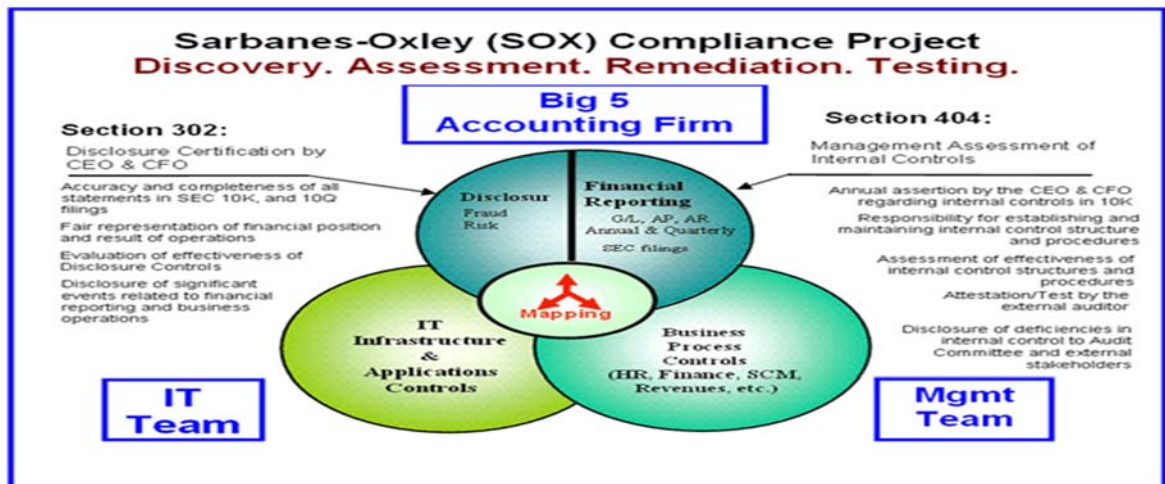 Sarbanes-Oxley (SOX) Compliance Project
Discovery. Assessment. Remediation. Testing.
Big 5
Accounting Firm
Section 302:
Disclosure Certification by
CEO & CFO
Accuracy and completeness of all
statements in SEC 10K, and 10Q
filings
Fair representation of financial position
and result of operations
Evaluation of effectiveness of
Disclosure Controls
Disclosure of significant
events related to financial
reporting and business
operations
Section 404:
Management Assessment of
Internal Controls
Annual assertion by the CEO & CFO
regarding internal controls in 10K
Responsibility for establishing and
maintaining internal control structure
and procedures
Assessment of effectiveness of
internal control structures and
procedures
Attestation/Test by the
external auditor
Disclosure of deficiencies in
internal control to Audit
Committee and external
stakeholders
Disclosur
Fraud
Risk
Financial
Reporting
G/L, AP, AR
Annual & Quarterly
SEC filings
Mapping
IT
Infrastructure
&
Applications
Controls
Business
Process
Controls
(HR, Finance, SCM,
Revenues, etc.)
IT
Team
Mgmt
Team